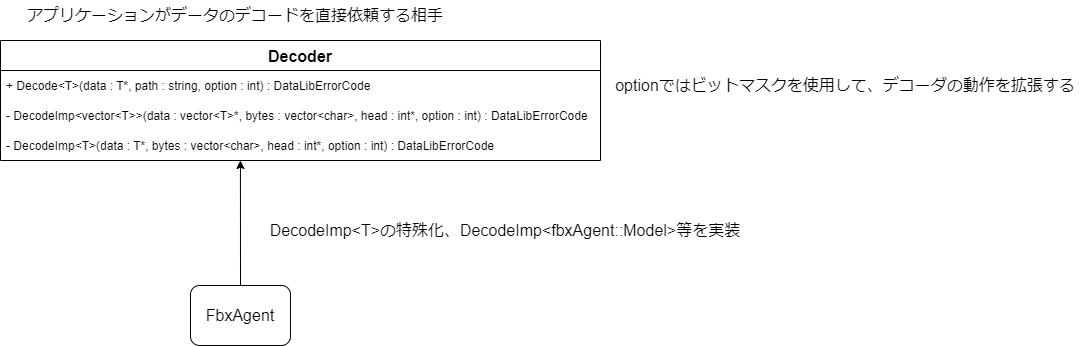 アプリケーションがデータのデコードを直接依頼する相手
Decoder
+ Decode<T>(data : T*, path : string, option : int) : DataLibErrorCode
- DecodeImp<vector<T>>(data : vector<T>*, bytes : vector<char>, head : int*, option : int) : DataLibErrorCode
- DecodeImp<T>(data : T*, bytes : vector<char>, head : int*, option : int) : DataLibErrorCode
optionではビットマスクを使用して、デコーダの動作を拡張する
DecodeImp<T>の特殊化、DecodeImp<fbxAgent::Model>等を実装
FbxAgent